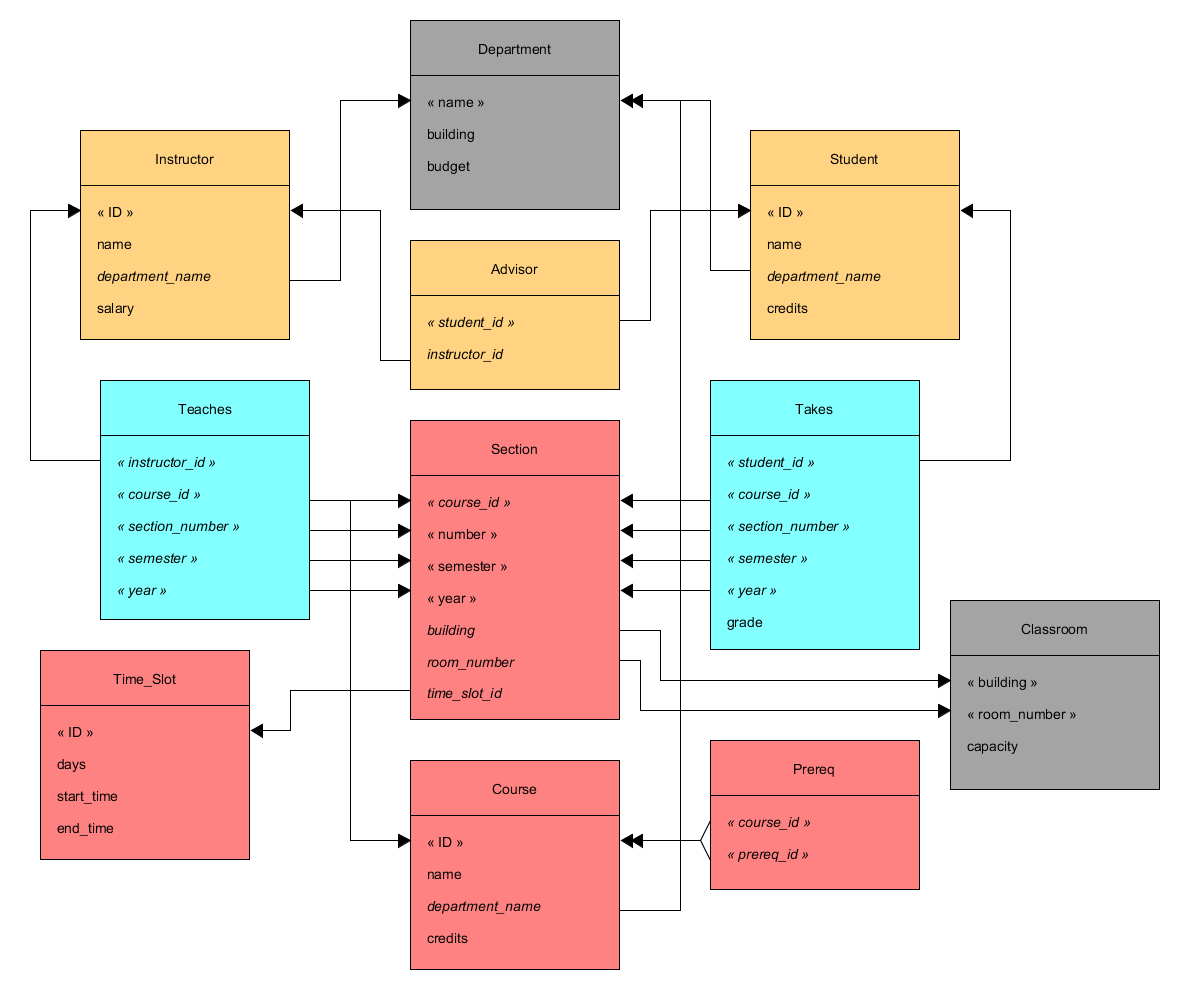 Department
« name »
building
budget
Instructor
« ID »
name
department_name
salary
Student
« ID »
name
department_name
credits
Advisor
« student_id »
instructor_id
Teaches
« instructor_id »
« course_id »
« section_number »
« semester »
« year »
Section
« course_id »
« number »
« semester »
« year »
building
room_number
time_slot_id
Takes
« student_id »
« course_id »
« section_number »
« semester »
« year »
grade
Classroom
« building »
« room_number »
capacity
Time_Slot
« ID »
days
start_time
end_time
Course
« ID »
name
department_name
credits
Prereq
« course_id »
« prereq_id »